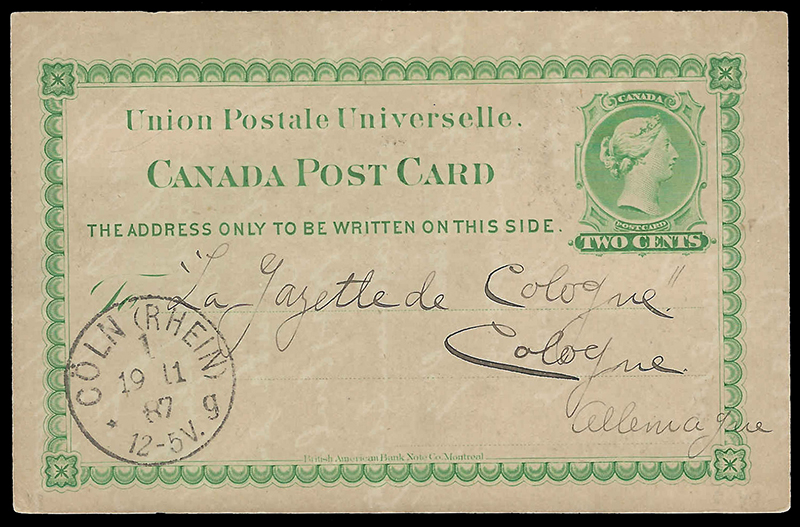 Union Postale Universelle.
CANADA POST CARD
THE ADDRESS ONLY TO BE WRITTEN ON THIS SIDE.
CANADA
POST CARD
TWO CENTS
To "La Gazette de Cologne."
Cologne.
Allemagne
CÖLN (RHEIN)
1
19 11
87
* 12-5V. g
British American Bank Note Co. Montreal